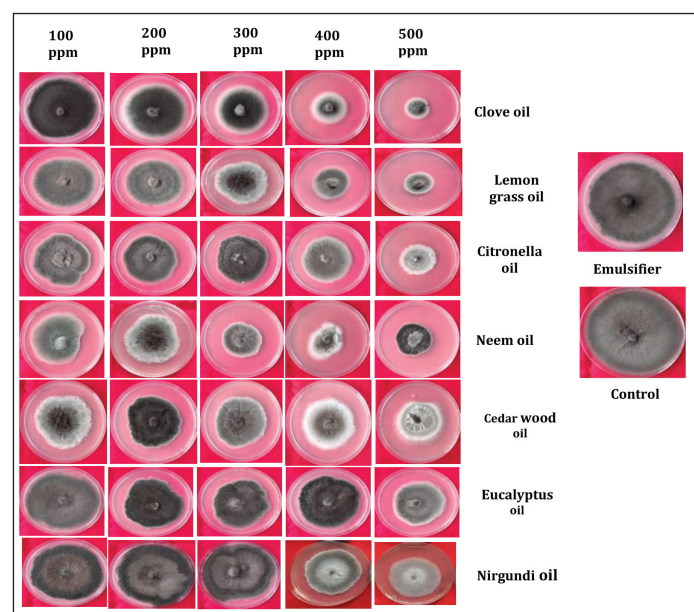 100 200 300 400 500
ppm ppm ppm ppm ppm
Clove oil
Lemon
grass oil
Citronella
oil
Emulsifier
Neem oil
Control
Cedar wood
oil
Eucalyptus
oil
Nirgundi oil